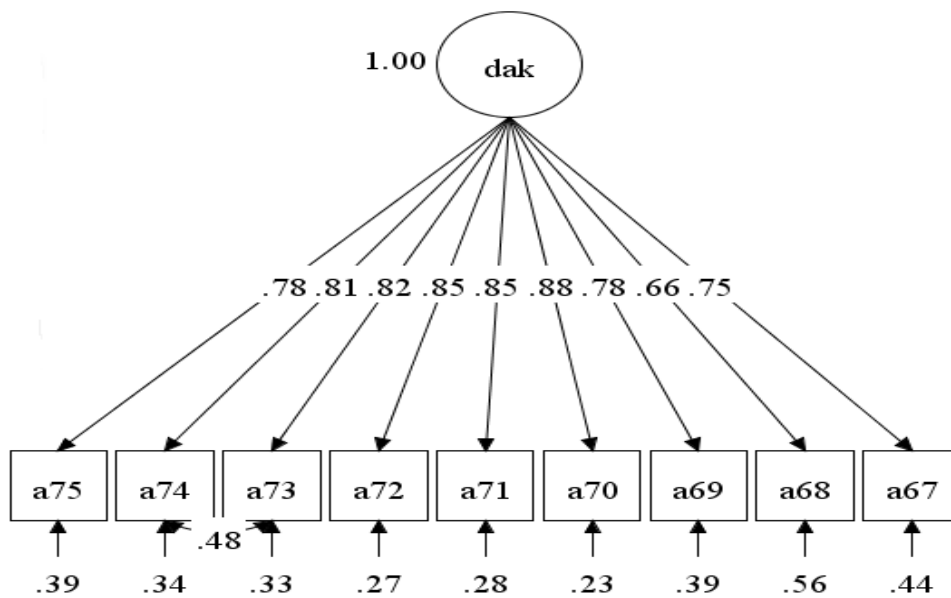 1.00 dak
.78 .81 .82 .85 .85 .88 .78 .66 .75
a75 a74 a73 a72 a71 a70 a69 a68 a67
.48
.39 .34 .33 .27 .28 .23 .39 .56 .44